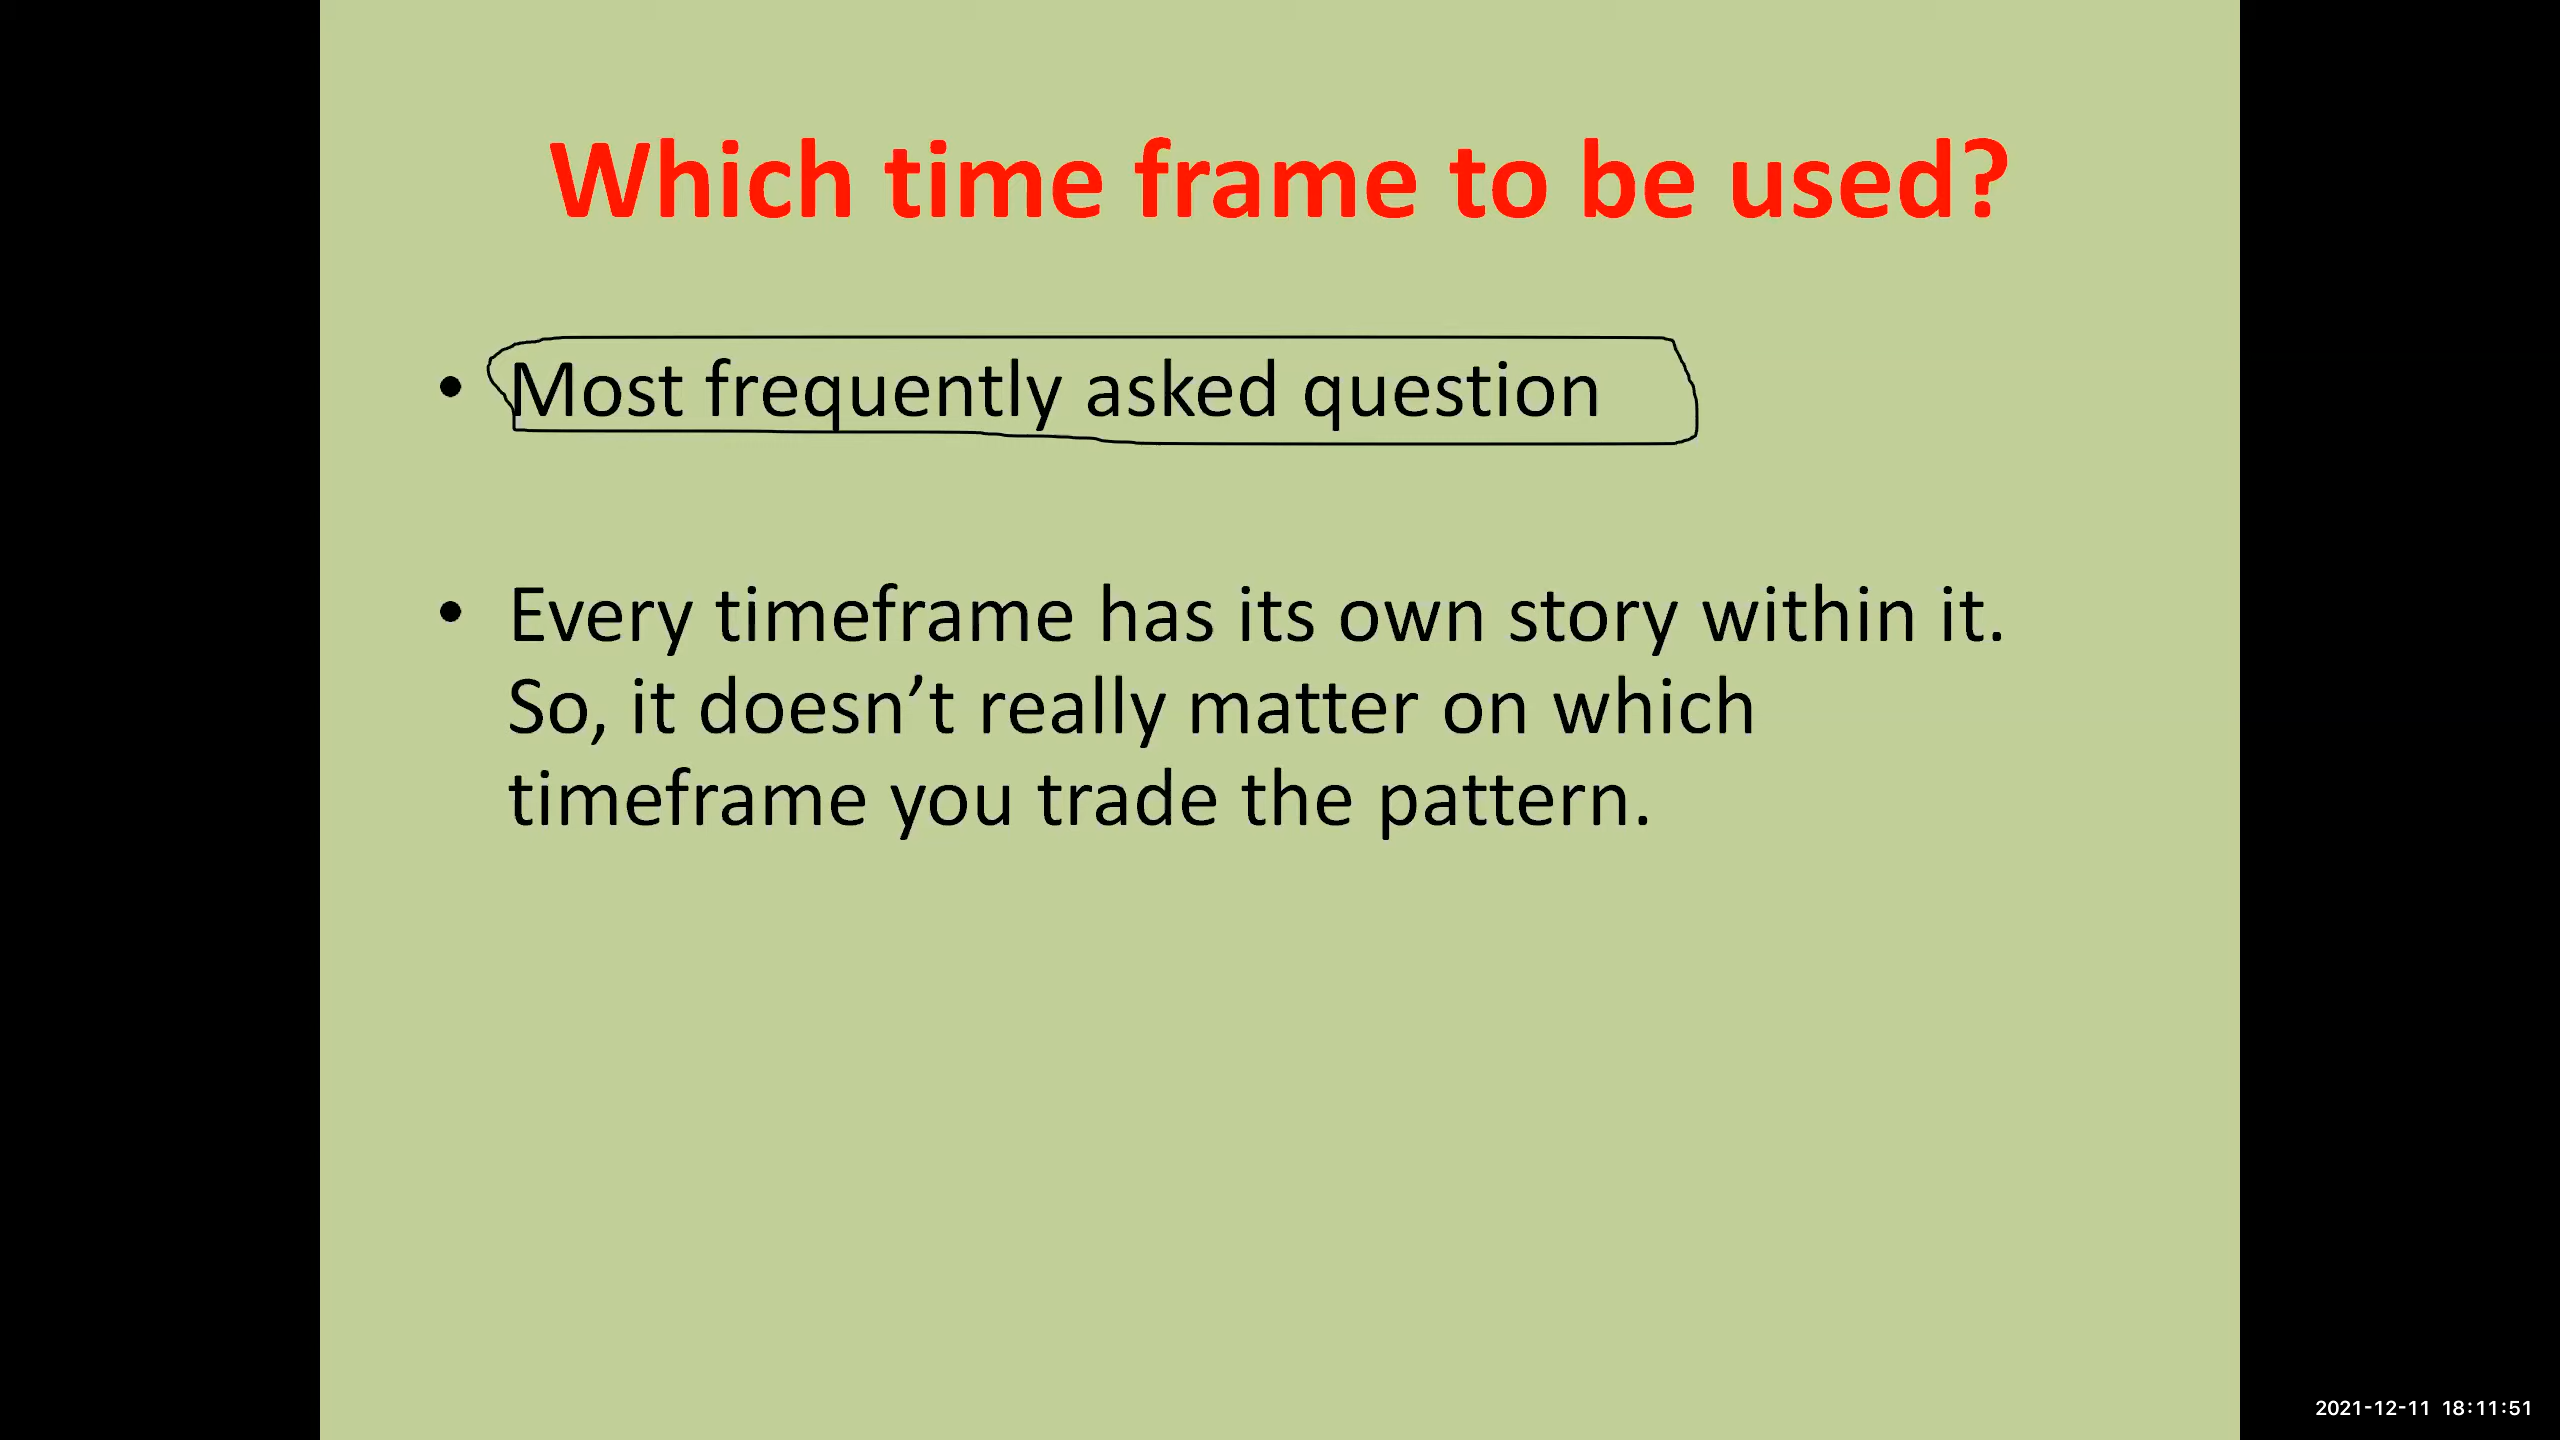 Which time frame to be used?
• Most frequently asked question
• Every timeframe has its own story within it.
So, it doesn’t really matter on which
timeframe you trade the pattern.
2021-12-11 18:11:51